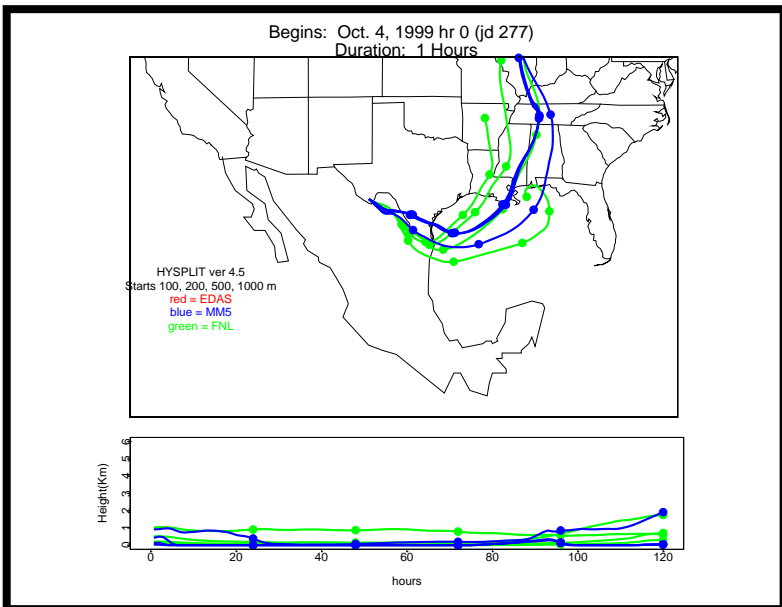 Begins: Oct. 4, 1999 hr 0 (jd 277)
Duration: 1 Hours
HYSPLIT ver 4.5
Starts 100, 200, 500, 1000 m
red = EDAS
blue = MM5
green = FNL
Height(Km)
6
5
4
3
2
1
0
0 20 40 60 80 100 120
hours